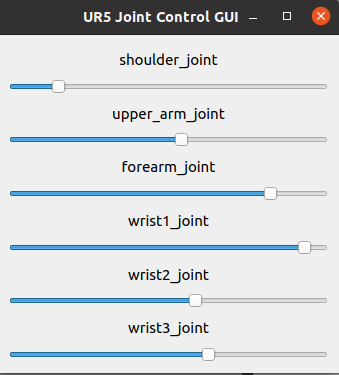 UR5 Joint Control GUI
shoulder_joint
upper_arm_joint
forearm_joint
wrist1_joint
wrist2_joint
wrist3_joint